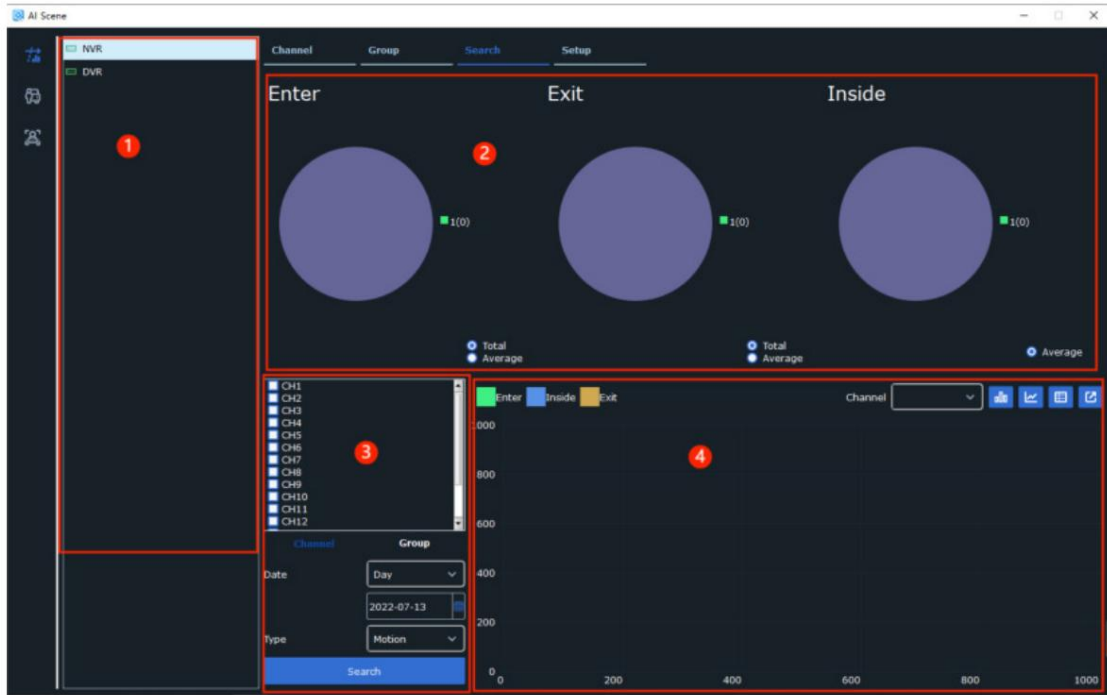 AI Scene
NVR
DVR
1
Channel Group Search Setup
Enter Exit Inside
2
1(0) 1(0) 1(0)
Total
Average
Total
Average
Average
CH1
CH2
CH3
CH4
CH5
CH6
CH7
CH8
CH9
CH10
CH11
CH12
3
Channel Group
Date Day
2022-07-13
Type Motion
Search
Enter Inside Exit Channel
4
1000
800
600
400
200
0
0 200 400 600 800 1000